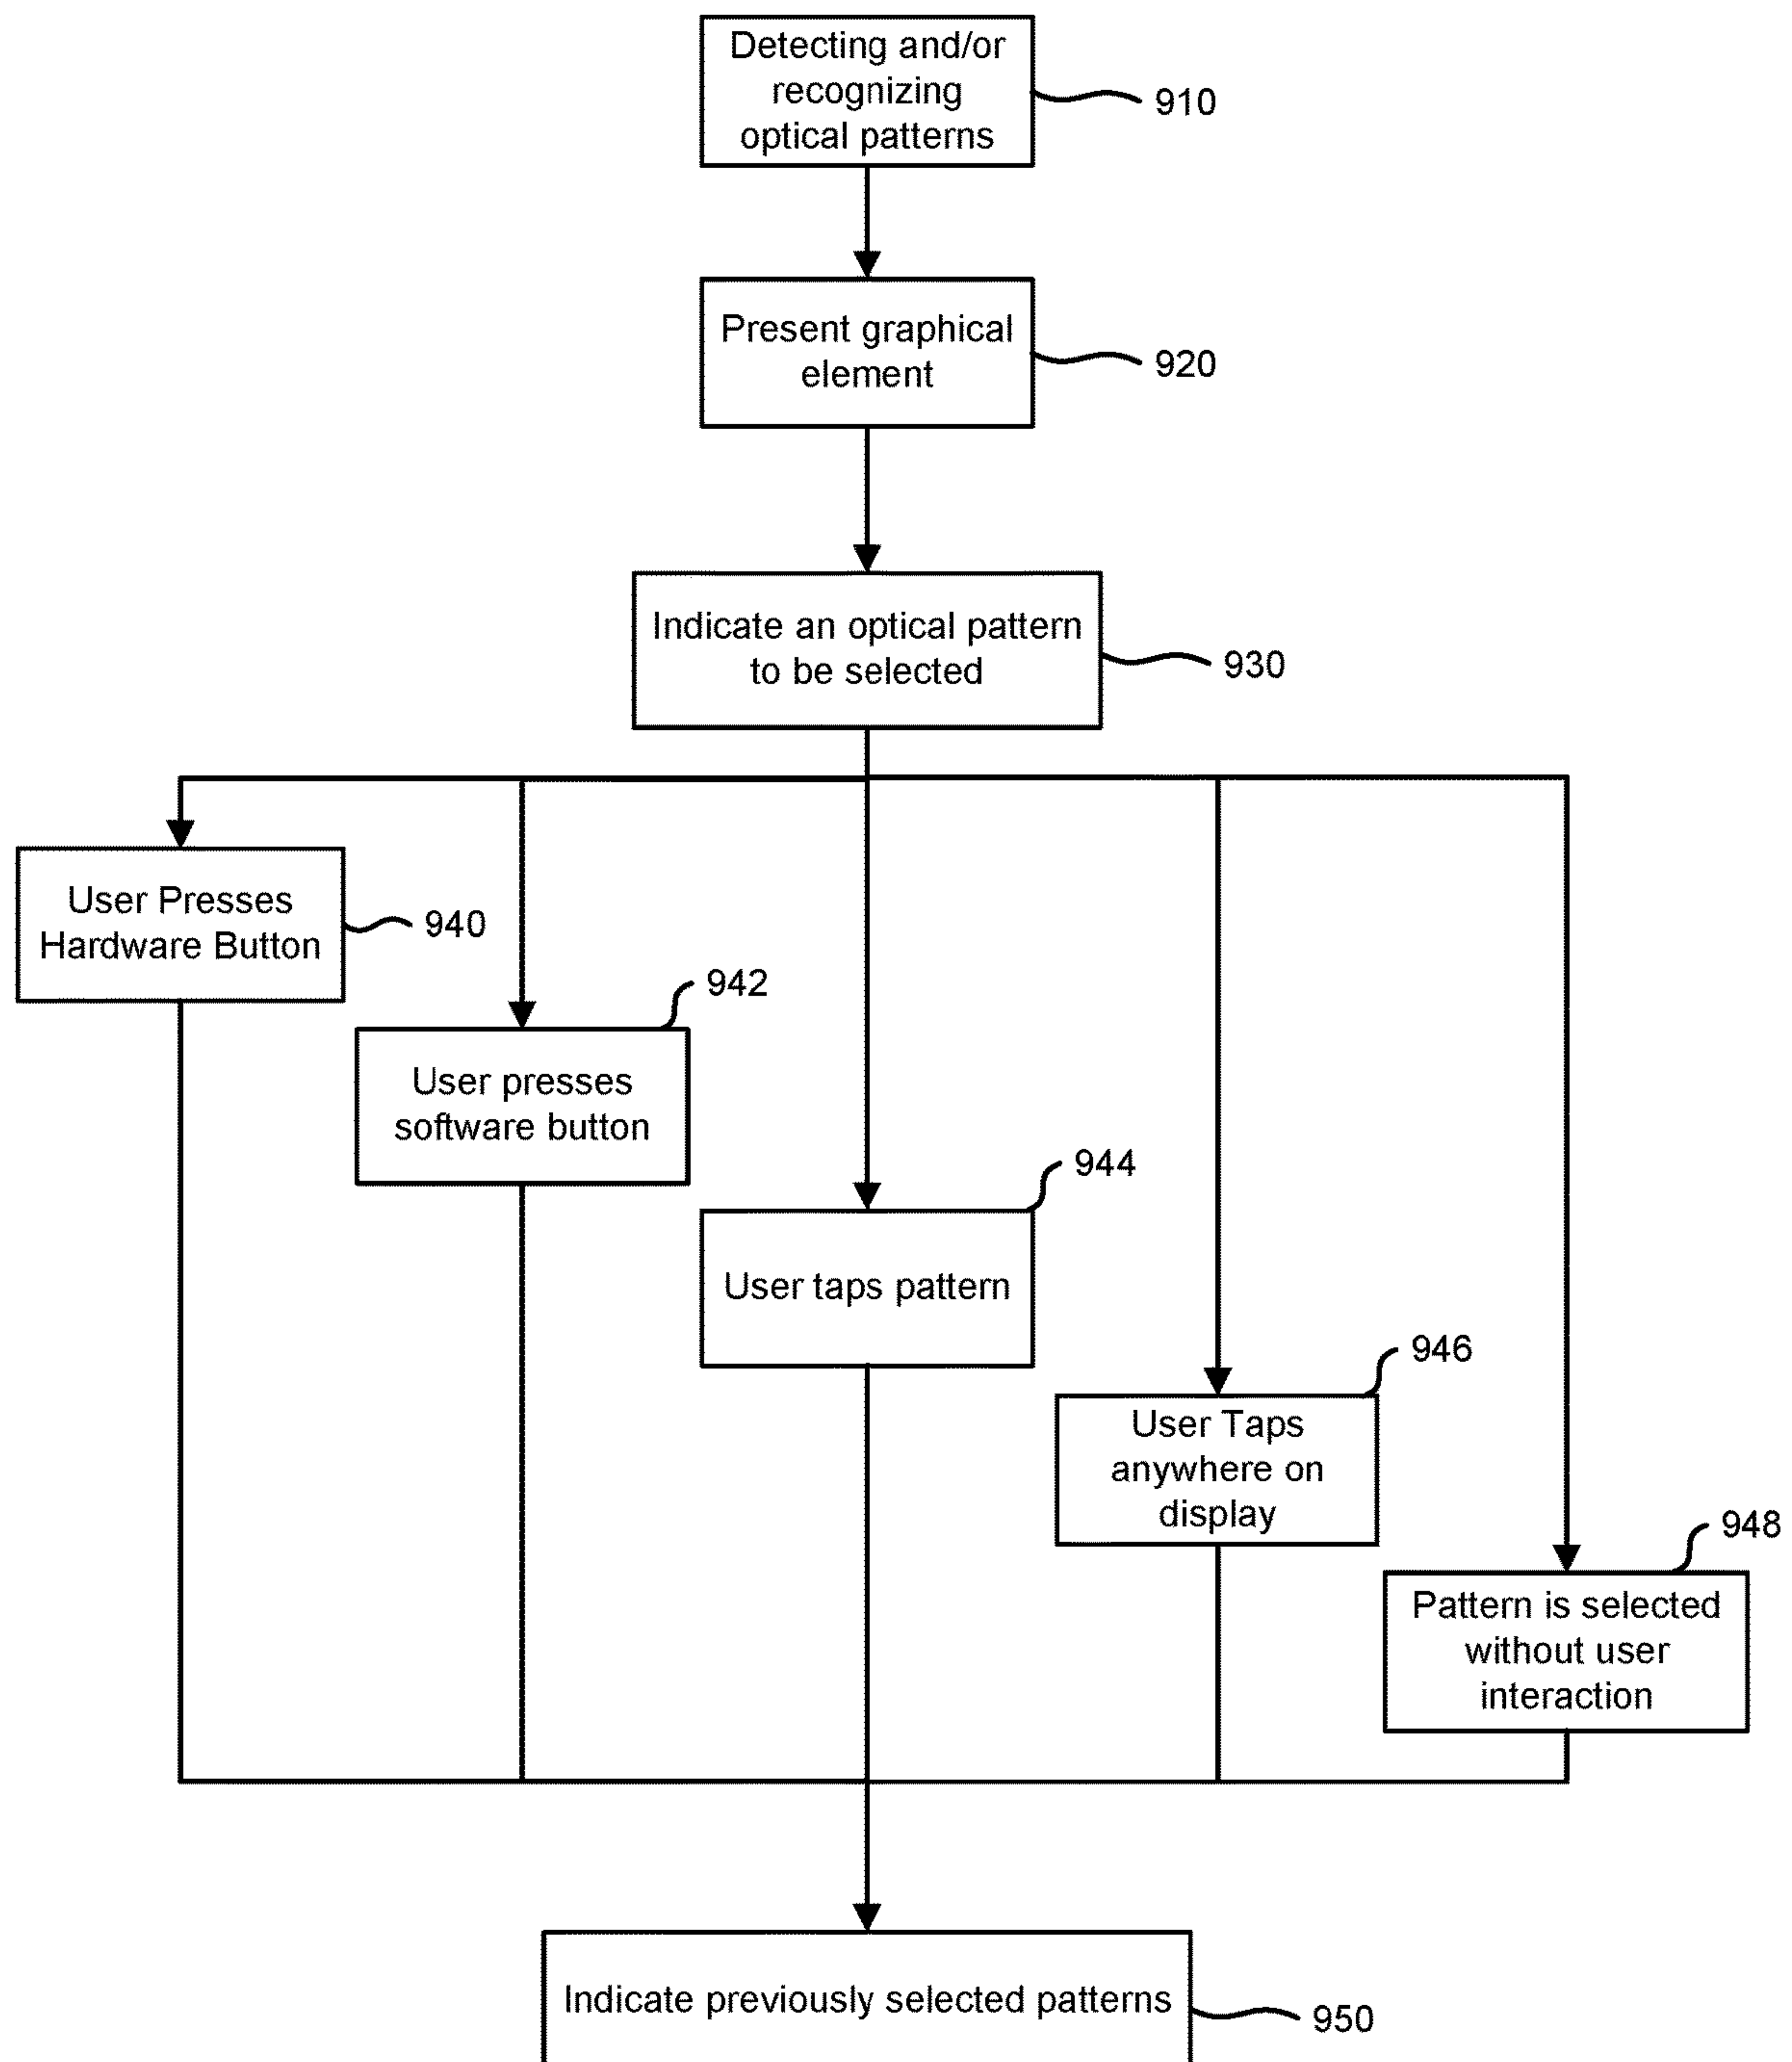 Detecting and/or
recognizing
optical patterns
910
Present graphical
element
920
Indicate an optical pattern
to be selected
930
User Presses
Hardware Button
940
942
User presses
software button
944
User taps pattern
946
User Taps
anywhere on
display
948
Pattern is selected
without user
interaction
Indicate previously selected patterns
950